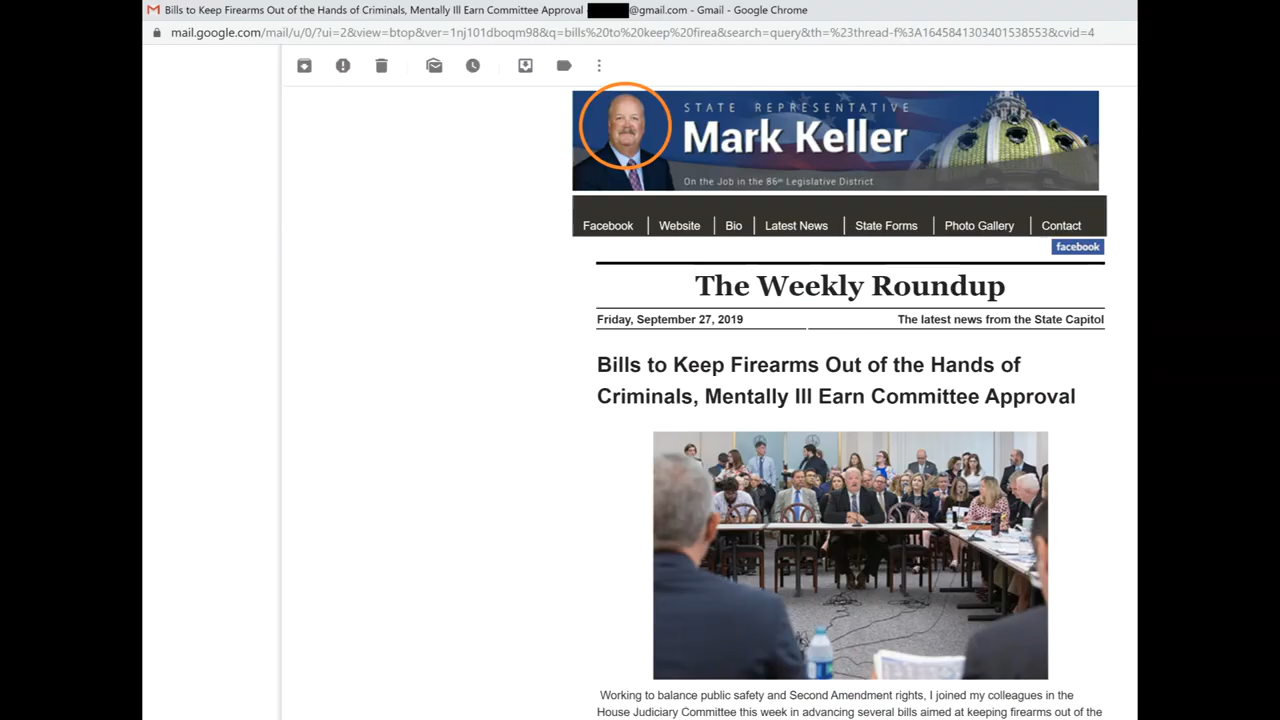 Bills to Keep Firearms Out of the Hands of Criminals, Mentally Ill Earn Committee Approval @gmail.com - Gmail - Google Chrome
mail.google.com/mail/u/0/?ui=2&view=btop&ver=1nj101dboqm98&q=bills%20to%20keep%20firea&search=query&th=%23thread-f%3A1645841303401538553&cvid=4
STATE REPRESENTATIVE
Mark Keller
On the Job in the 86th Legislative District
Facebook | Website | Bio | Latest News | State Forms | Photo Gallery | Contact
facebook
The Weekly Roundup
Friday, September 27, 2019 The latest news from the State Capitol
Bills to Keep Firearms Out of the Hands of
Criminals, Mentally Ill Earn Committee Approval
Working to balance public safety and Second Amendment rights, I joined my colleagues in the
House Judiciary Committee this week in advancing several bills aimed at keeping firearms out of the